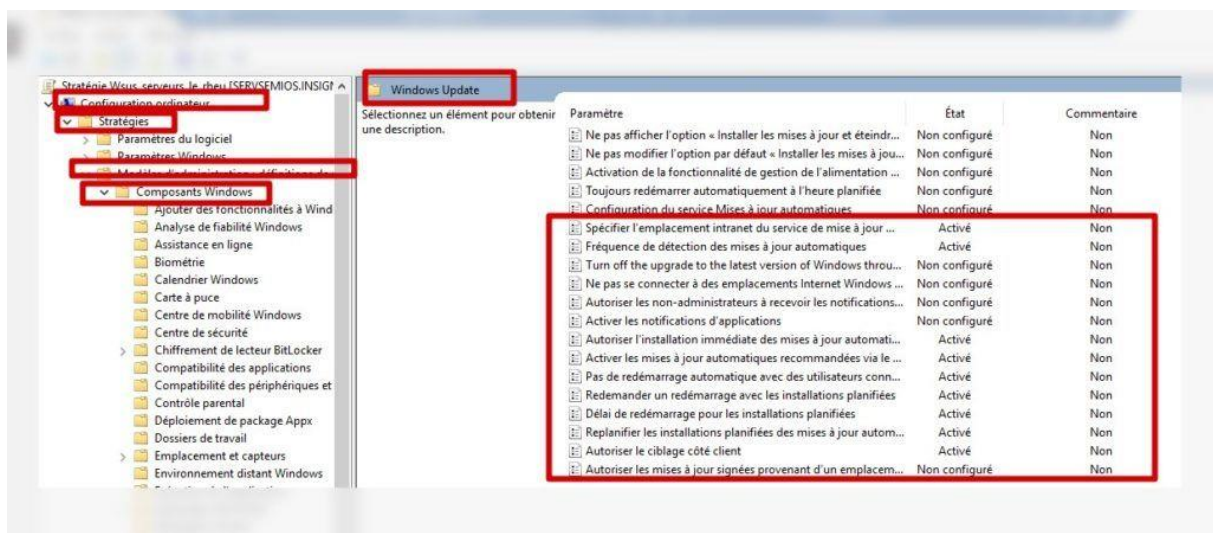 Stratégie Wsus_serveurs_le_rheu [SERVSEMIOS.INSIGN
Configuration ordinateur
Stratégies
Paramètres du logiciel
Paramètres Windows
Modèles d'administration : définitions de
Composants Windows
Ajouter des fonctionnalités à Wind
Analyse de fiabilité Windows
Assistance en ligne
Biométrie
Calendrier Windows
Carte à puce
Centre de mobilité Windows
Centre de sécurité
Chiffrement de lecteur BitLocker
Compatibilité des applications
Compatibilité des périphériques et
Contrôle parental
Déploiement de package Appx
Dossiers de travail
Emplacement et capteurs
Environnement distant Windows
Windows Update
Sélectionnez un élément pour obtenir
une description.
Paramètre État Commentaire
Ne pas afficher l'option « Installer les mises à jour et éteindr... Non configuré Non
Ne pas modifier l'option par défaut « Installer les mises à jou... Non configuré Non
Activation de la fonctionnalité de gestion de l'alimentation ... Non configuré Non
Toujours redémarrer automatiquement à l'heure planifiée Non configuré Non
Configuration du service Mises à jour automatiques Non configuré Non
Spécifier l'emplacement intranet du service de mise à jour ... Activé Non
Fréquence de détection des mises à jour automatiques Activé Non
Turn off the upgrade to the latest version of Windows throu... Non configuré Non
Ne pas se connecter à des emplacements Internet Windows ... Non configuré Non
Autoriser les non-administrateurs à recevoir les notifications... Non configuré Non
Activer les notifications d'applications Non configuré Non
Autoriser l'installation immédiate des mises à jour automati... Activé Non
Activer les mises à jour automatiques recommandées via le ... Activé Non
Pas de redémarrage automatique avec des utilisateurs conn... Activé Non
Redemander un redémarrage avec les installations planifiées Activé Non
Délai de redémarrage pour les installations planifiées Activé Non
Replanifier les installations planifiées des mises à jour autom... Activé Non
Autoriser le ciblage côté client Activé Non
Autoriser les mises à jour signées provenant d'un emplacem... Non configuré Non